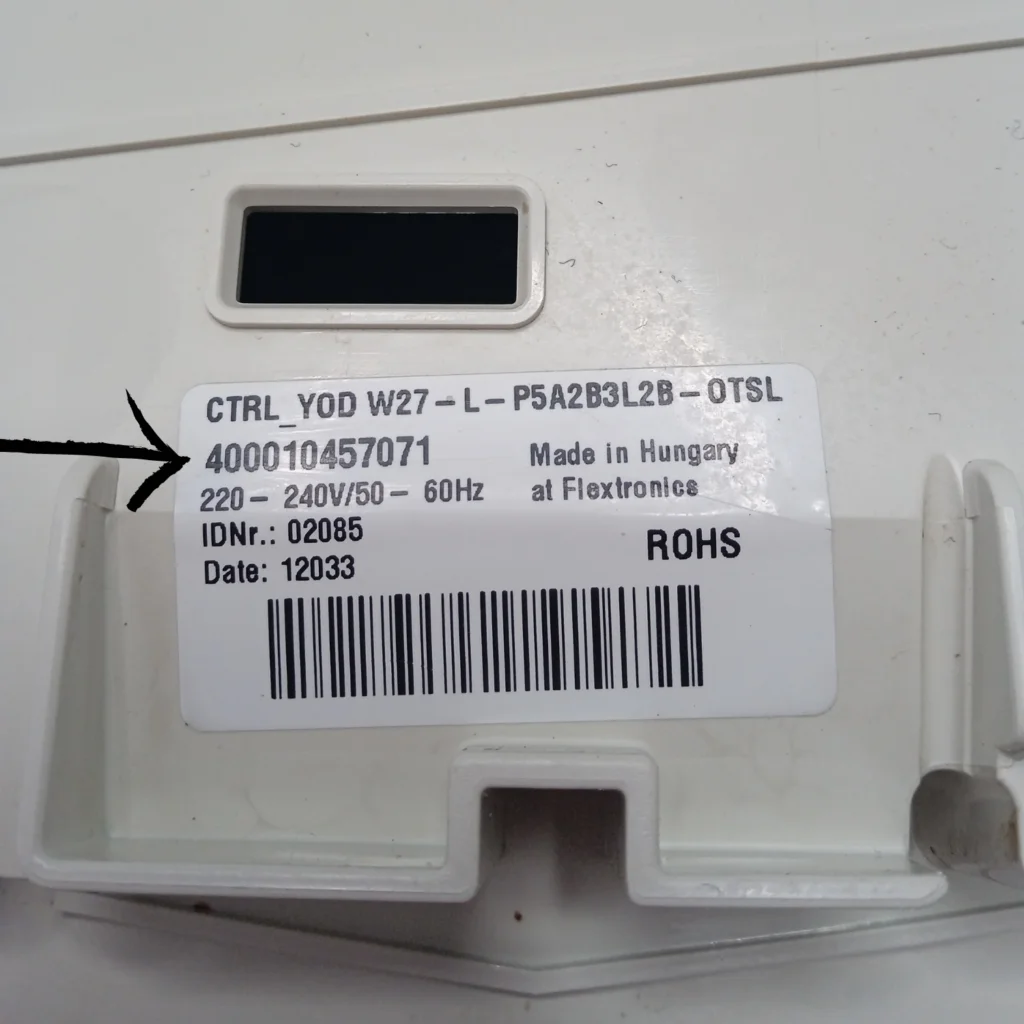 CTRL_YOD W27-L-P5A2B3L2B-OTSL
400010457071
Made in Hungary
220- 240V/50- 60Hz
at Flextronics
IDNr.: 02085
ROHS
Date: 12033